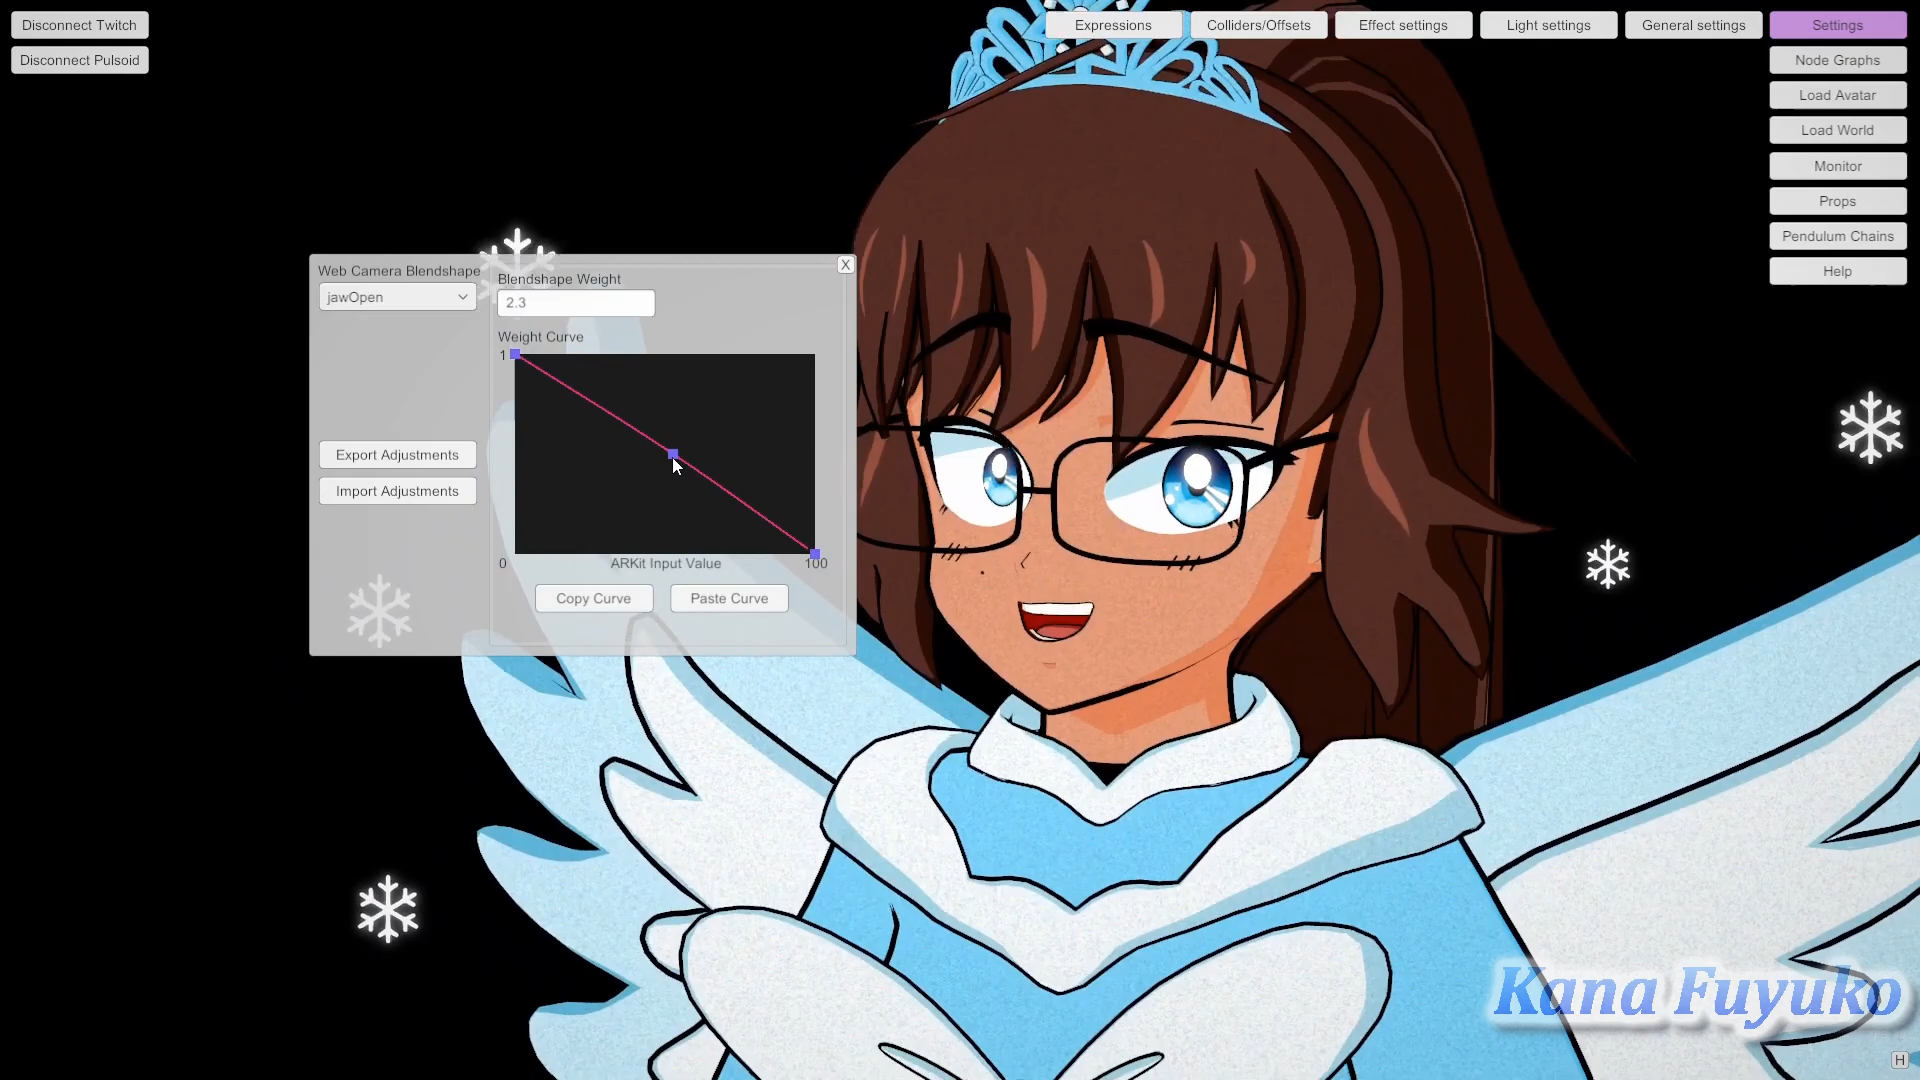 Disconnect Twitch
Disconnect Pulsoid
Expressions
Colliders/Offsets
Effect settings
Light settings
General settings
Settings
Node Graphs
Load Avatar
Load World
Monitor
Props
Pendulum Chains
Help
Web Camera Blendshape
jawOpen
Export Adjustments
Import Adjustments
X
Blendshape Weight
2.3
Weight Curve
1
0 ARKit Input Value 100
Copy Curve
Paste Curve
Kana Fuyuko
H